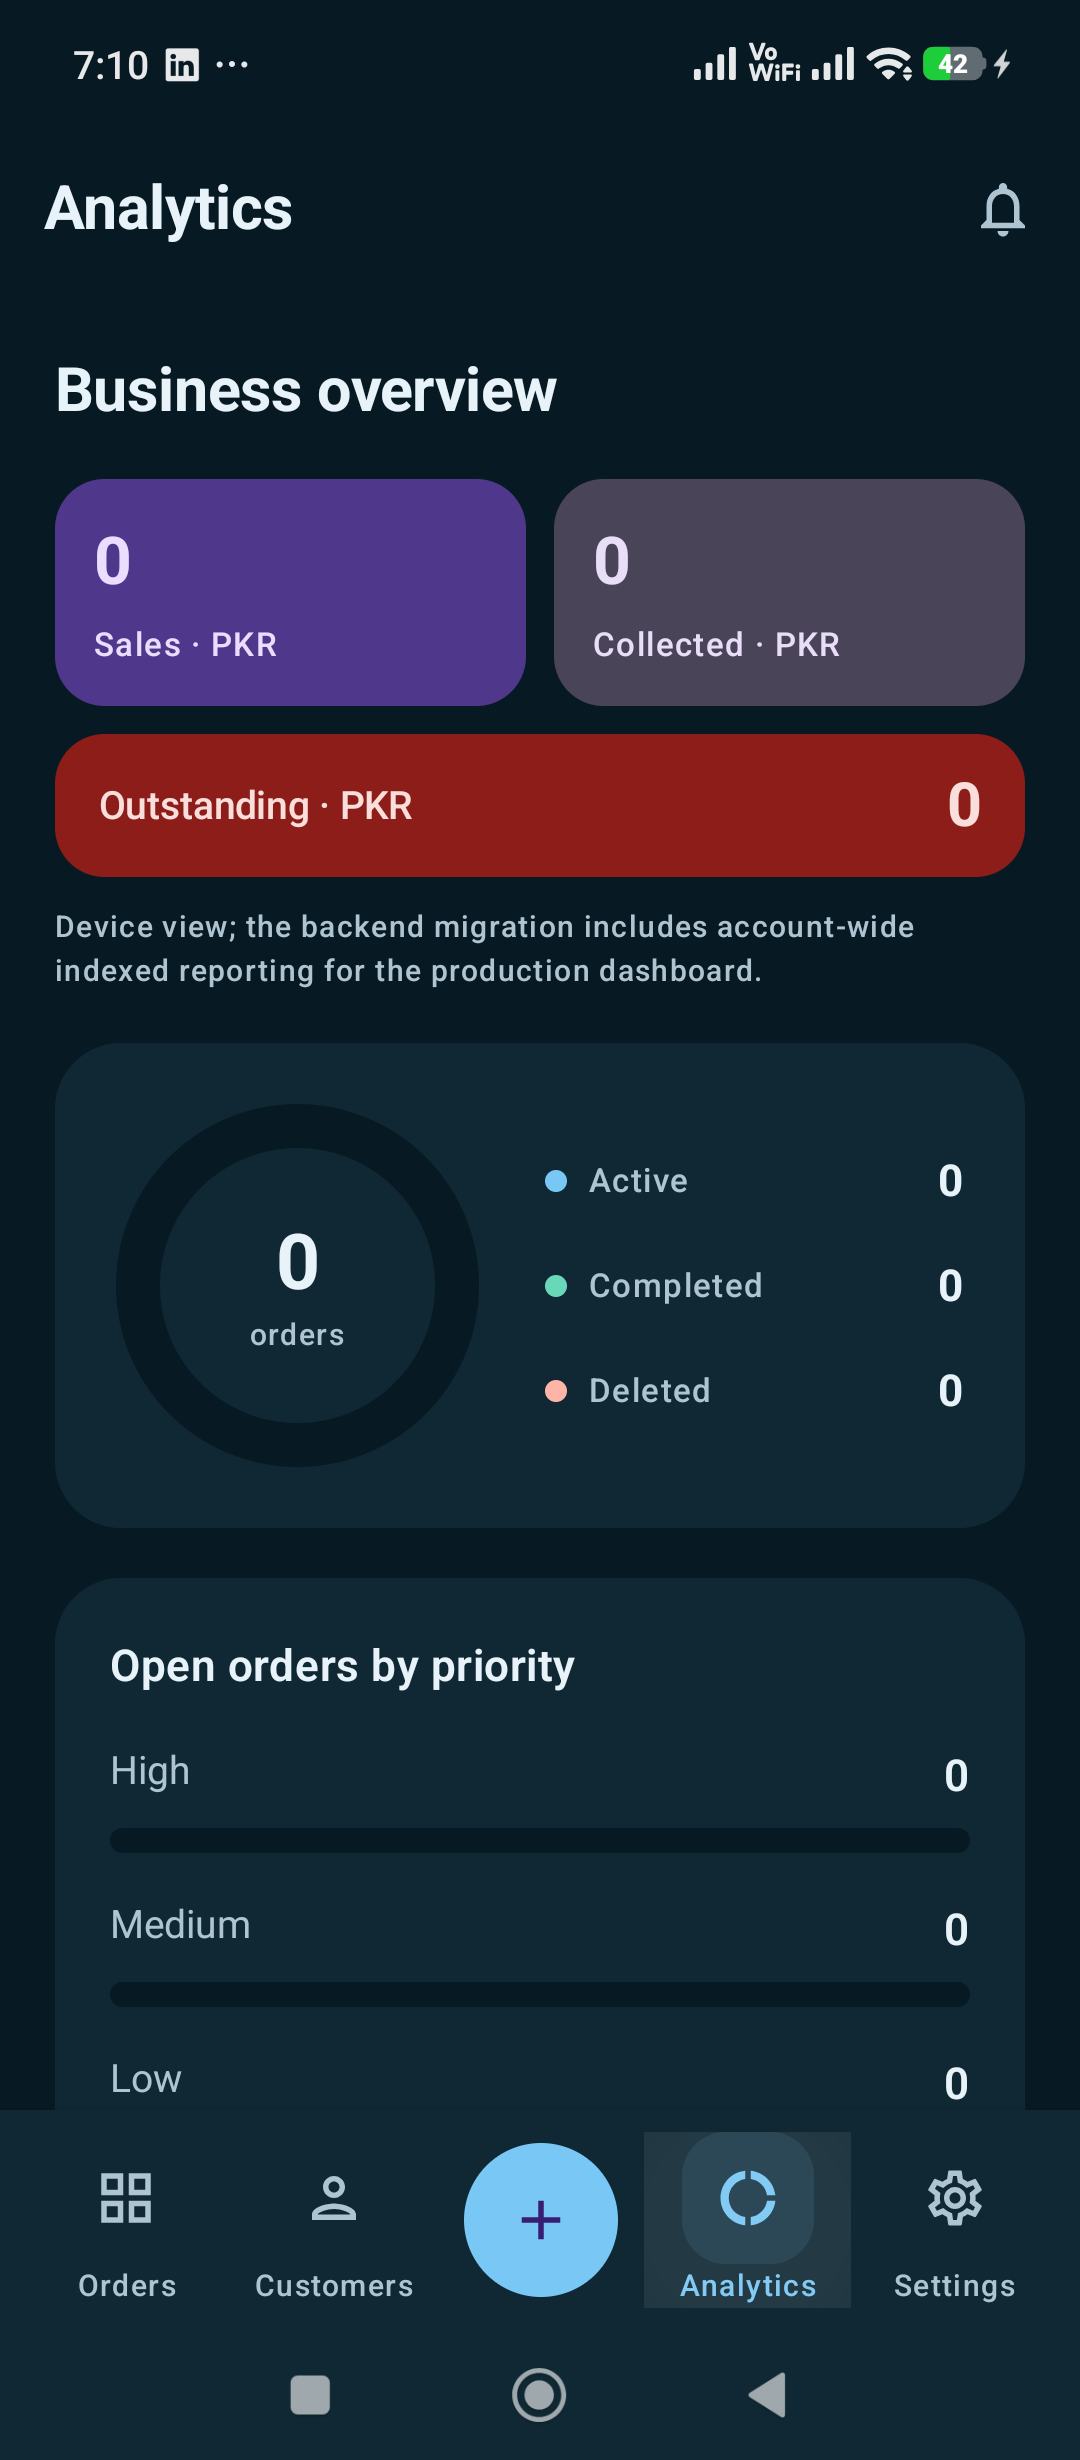 7:10 in ...
Vo
WiFi
42
Analytics
Business overview
0
Sales · PKR
0
Collected · PKR
Outstanding · PKR 0
Device view; the backend migration includes account-wide
indexed reporting for the production dashboard.
0
orders
Active 0
Completed 0
Deleted 0
Open orders by priority
High 0
Medium 0
Low 0
Orders
Customers
+
Analytics
Settings